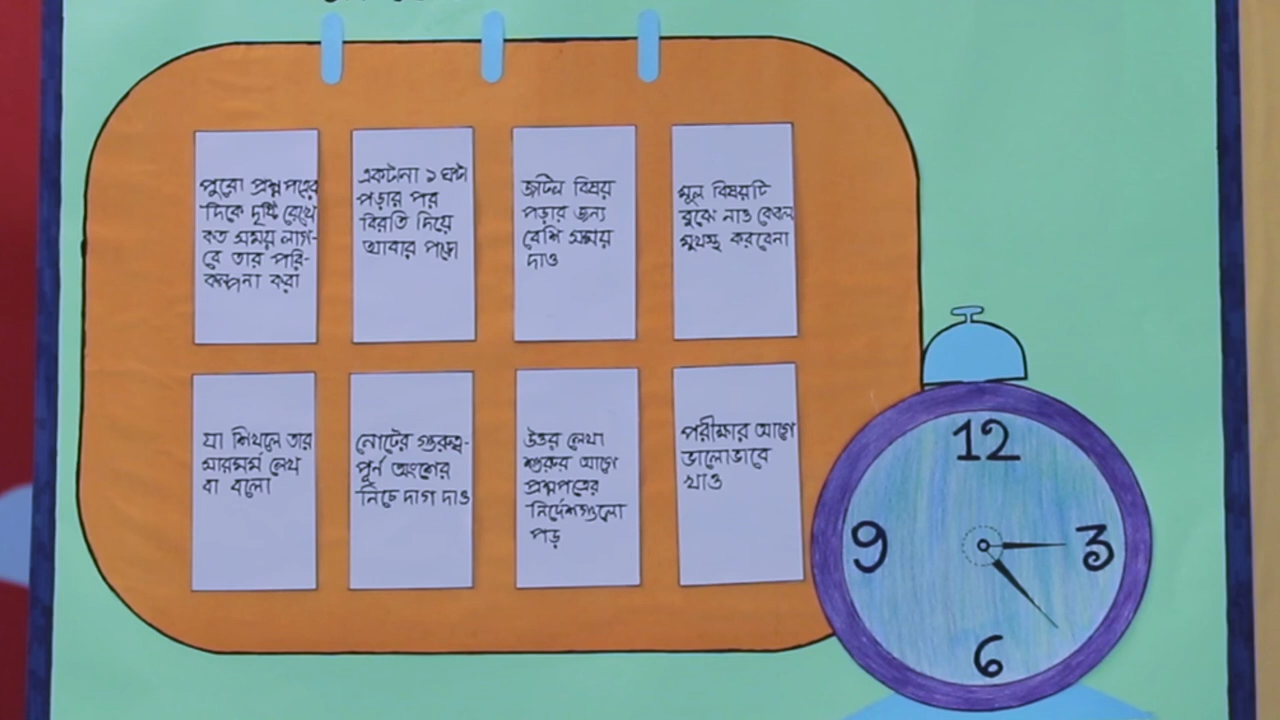 পুরো প্রশ্নপত্রের
দিকে দৃষ্টি রেখে
কত সময় লাগ-
বে তার পরি-
কল্পনা করা
একটানা ১ ঘন্টা
পড়ার পর
বিরতি দিয়ে
আবার পড়ো
জটিল বিষয়
পড়ার জন্য
বেশি সময়
দাও
মূল বিষয়টি
বুঝে নাও কেবল
মুখস্থ করবেনা
যা শিখলে তার
সারমর্ম লেখ
বা বলো
নোটের গুরুত্ব-
পূর্ন অংশের
নিচে দাগ দাও
উত্তর লেখা
শুরুর আগে
প্রশ্নপত্রের
নির্দেশগুলো
পড়
পরীক্ষার আগে
ভালোভাবে
খাও
12
9
3
6